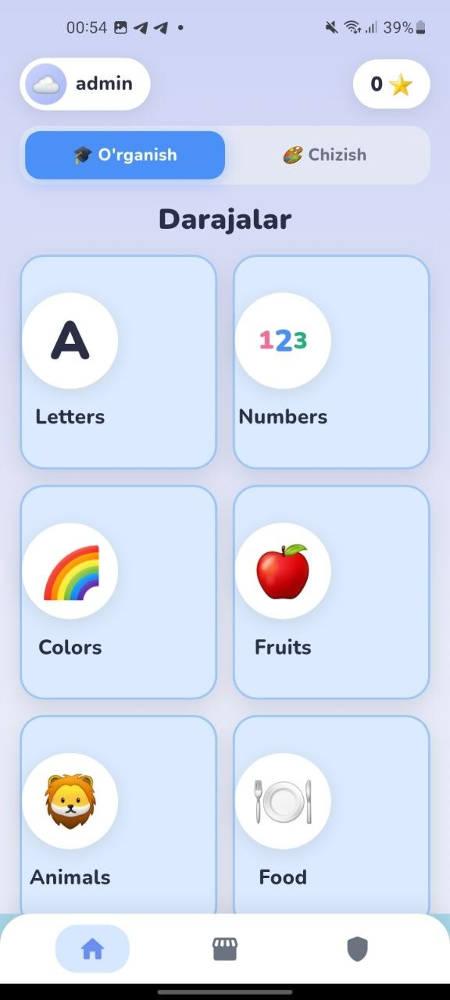 00:54 39%
admin 0
O'rganish Chizish
Darajalar
A 123
Letters Numbers
Colors Fruits
Animals Food